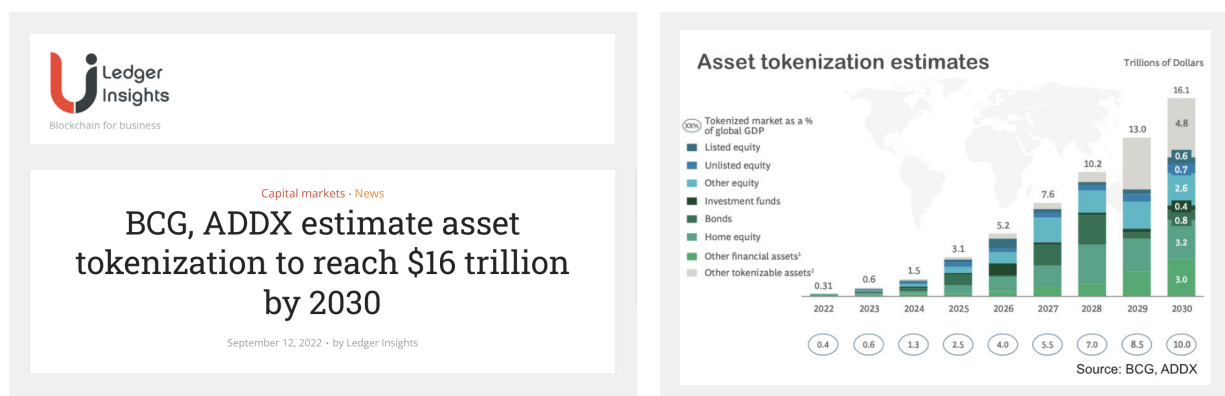 Ledger
Insights
Blockchain for business
Capital markets • News
BCG, ADDX estimate asset
tokenization to reach $16 trillion
by 2030
September 12, 2022 • by Ledger Insights
Asset tokenization estimates
Trillions of Dollars
XX% Tokenized market as a %
of global GDP
Listed equity
Unlisted equity
Other equity
Investment funds
Bonds
Home equity
Other financial assets¹
Other tokenizable assets²
0.31
0.6
1.5
3.1
5.2
7.6
10.2
13.0
16.1
4.8
0.6
0.7
2.6
0.4
0.8
3.2
3.0
2022 2023 2024 2025 2026 2027 2028 2029 2030
0.4 0.6 1.3 2.5 4.0 5.5 7.0 8.5 10.0
Source: BCG, ADDX